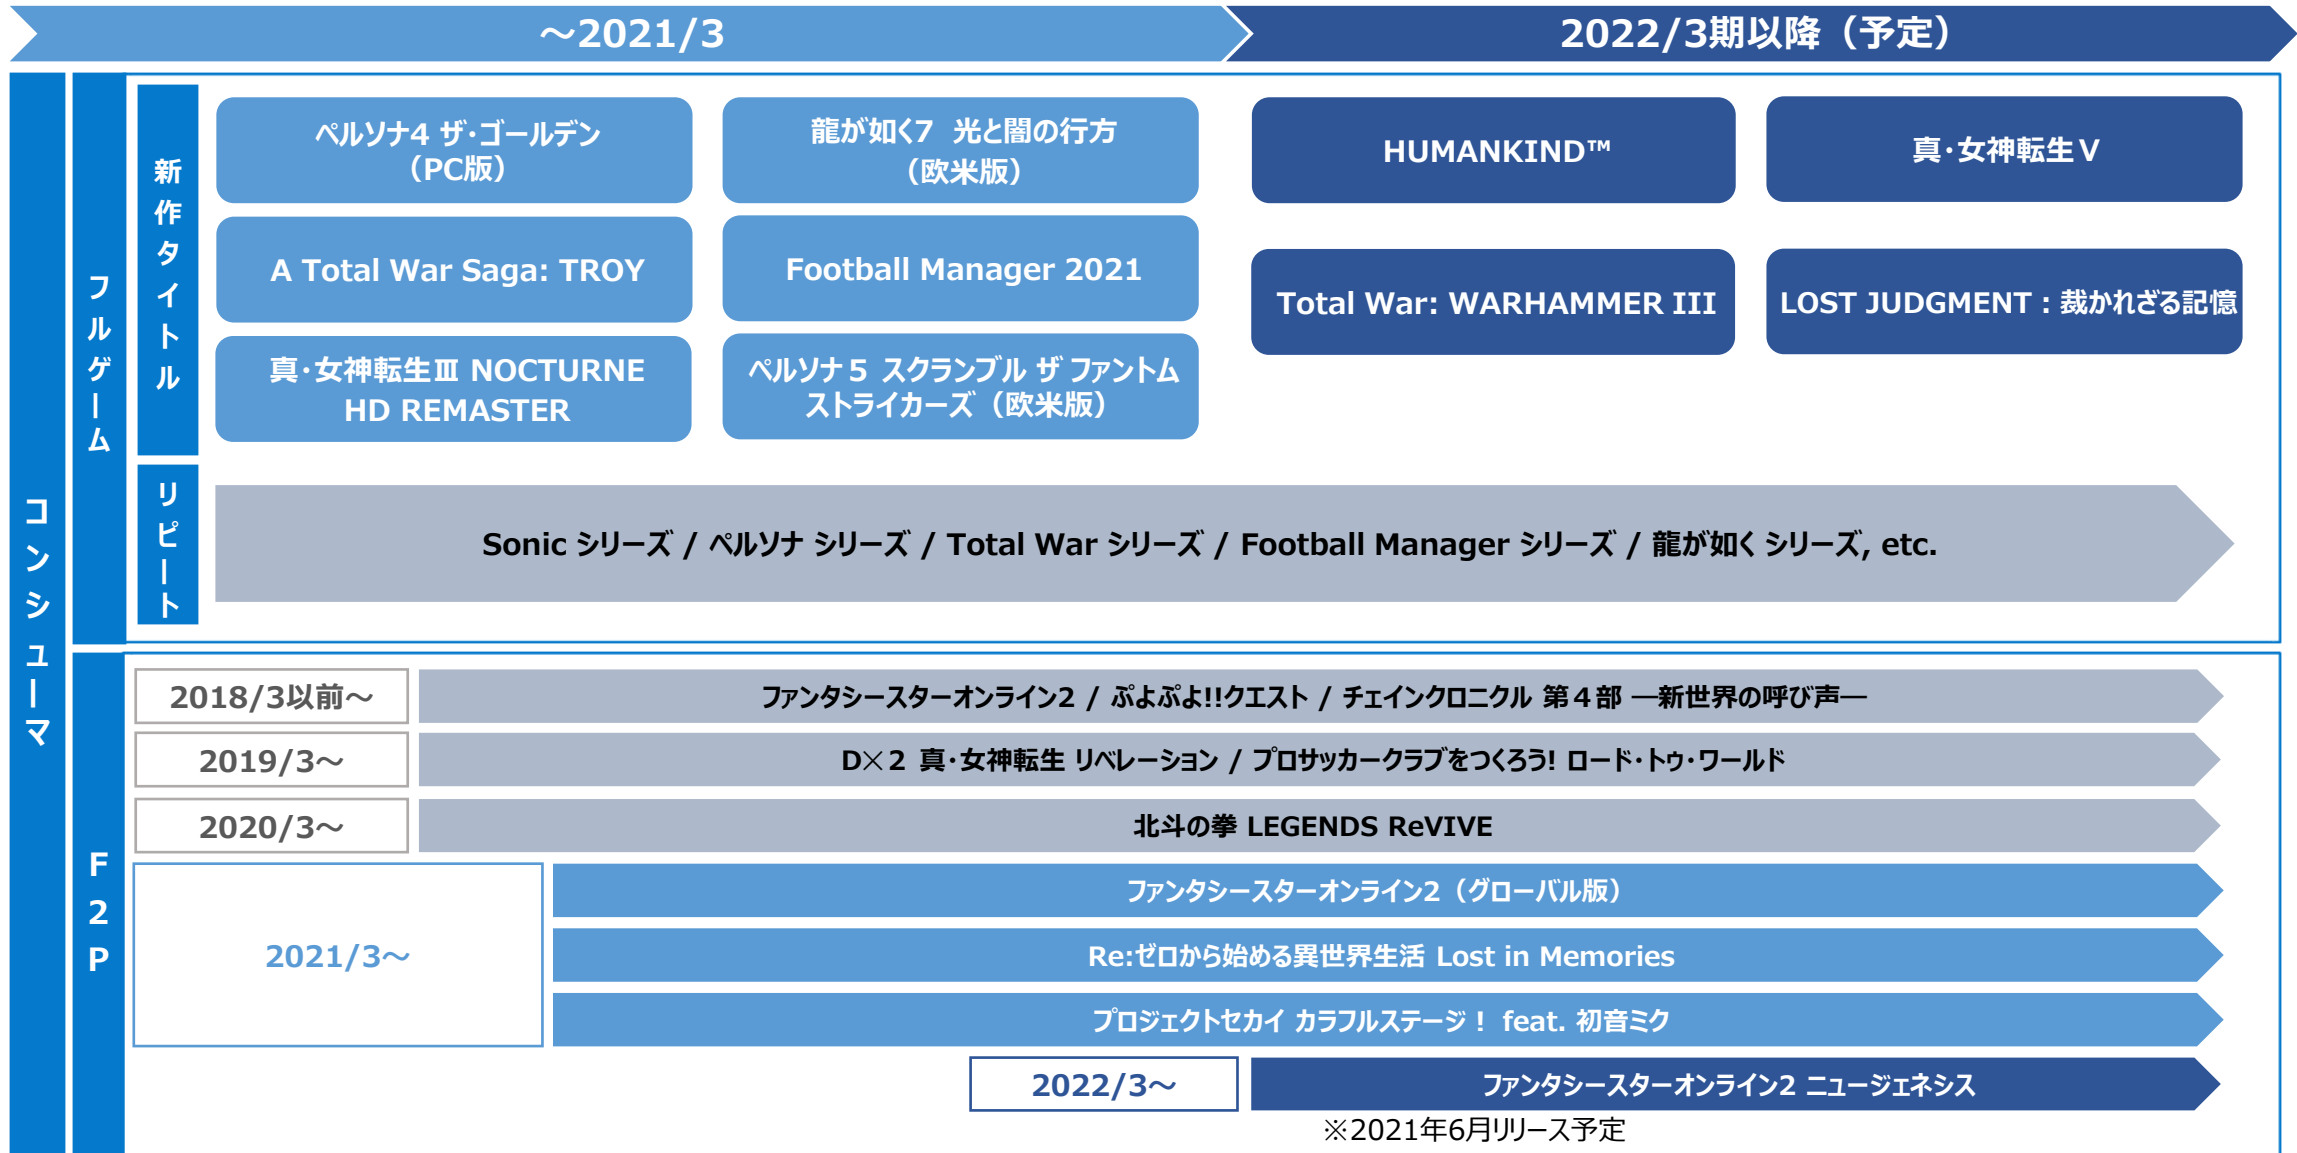 ～2021/3
2022/3期以降（予定）
コンシューマ
フルゲーム
新作タイトル
ペルソナ4 ザ・ゴールデン
（PC版）
龍が如く7 光と闇の行方
（欧米版）
HUMANKIND™
真・女神転生Ⅴ
A Total War Saga: TROY
Football Manager 2021
Total War: WARHAMMER III
LOST JUDGMENT：裁かれざる記憶
真・女神転生Ⅲ NOCTURNE
HD REMASTER
ペルソナ５ スクランブル ザ ファントム
ストライカーズ（欧米版）
リピート
Sonic シリーズ / ペルソナ シリーズ / Total War シリーズ / Football Manager シリーズ / 龍が如く シリーズ, etc.
F2P
2018/3以前～
ファンタシースターオンライン2 / ぷよぷよ!!クエスト / チェインクロニクル 第４部 ―新世界の呼び声―
2019/3～
D×２ 真・女神転生 リベレーション / プロサッカークラブをつくろう! ロード・トゥ・ワールド
2020/3～
北斗の拳 LEGENDS ReVIVE
2021/3～
ファンタシースターオンライン2（グローバル版）
Re:ゼロから始める異世界生活 Lost in Memories
プロジェクトセカイ カラフルステージ！ feat. 初音ミク
2022/3～
ファンタシースターオンライン2 ニュージェネシス
※2021年6月リリース予定